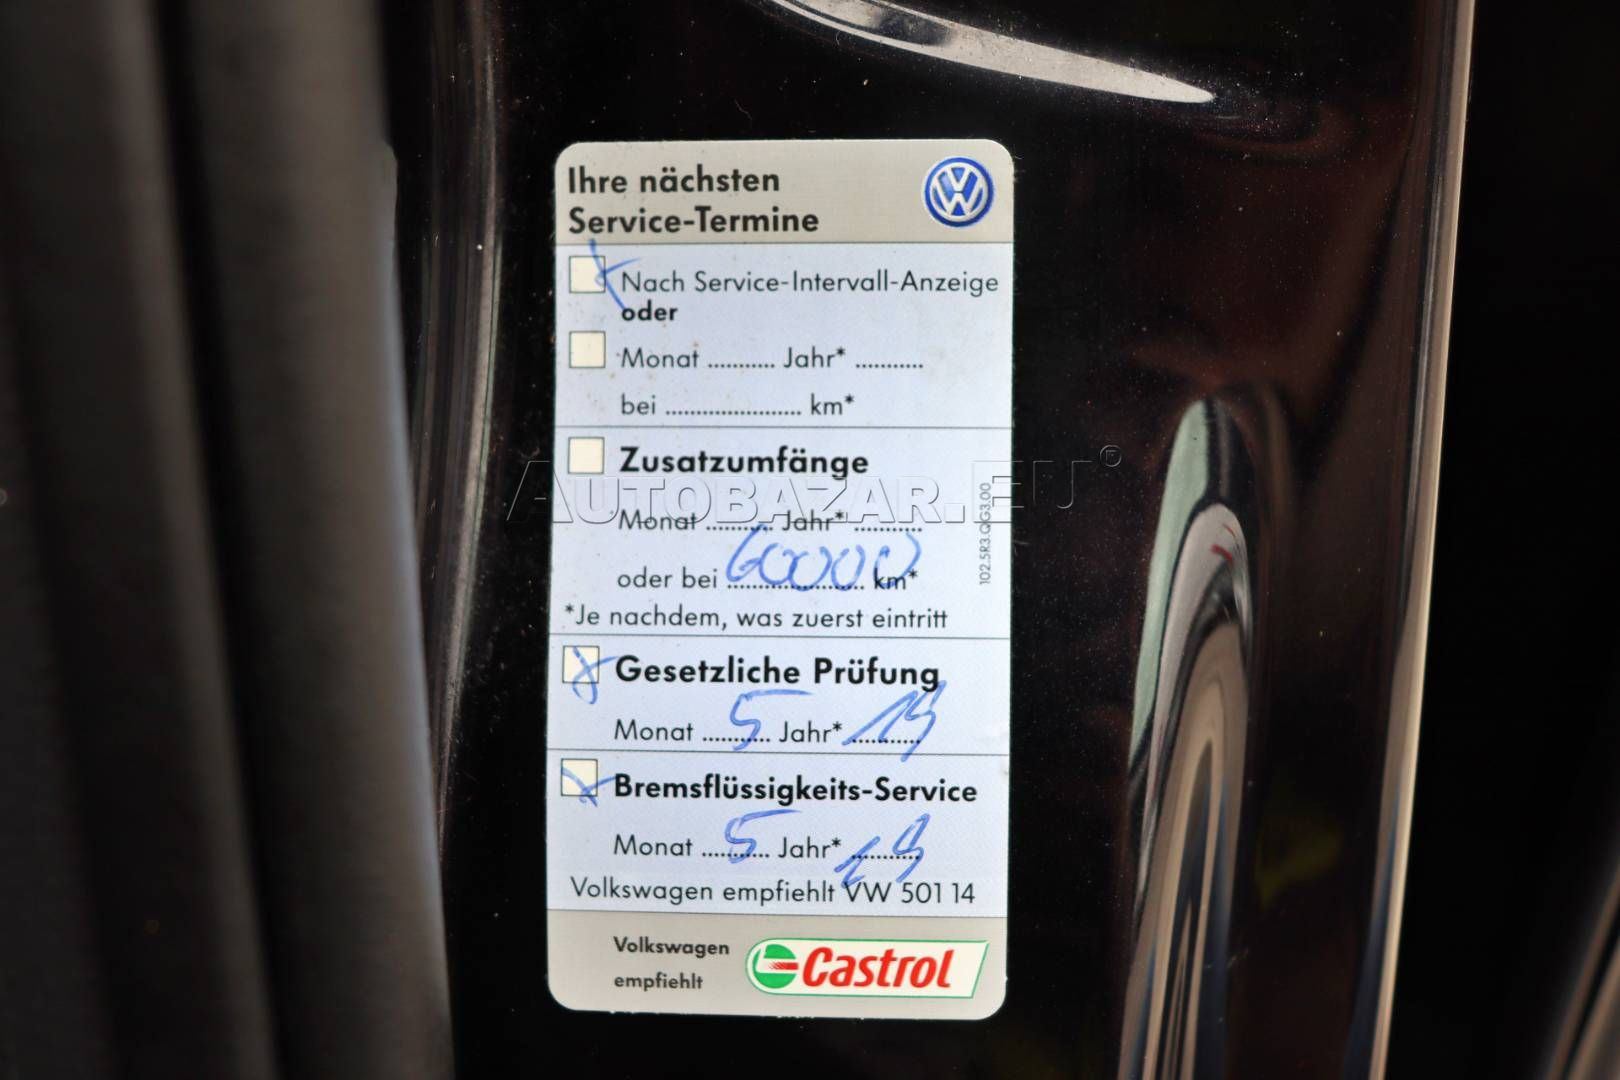 Ihre nächsten
Service-Termine
Nach Service-Intervall-Anzeige
oder
Monat ........... Jahr* ...........
bei ...................... km*
Zusatzumfänge
AUTOBAZAR.EU®
Monat ........... Jahr* ...........
oder bei 60000 km*
*Je nachdem, was zuerst eintritt
102.5R3.QG3.00
Gesetzliche Prüfung
Monat 5 Jahr* 19
Bremsflüssigkeits-Service
Monat 5 Jahr* 19
Volkswagen empfiehlt VW 501 14
Volkswagen
empfiehlt
Castrol